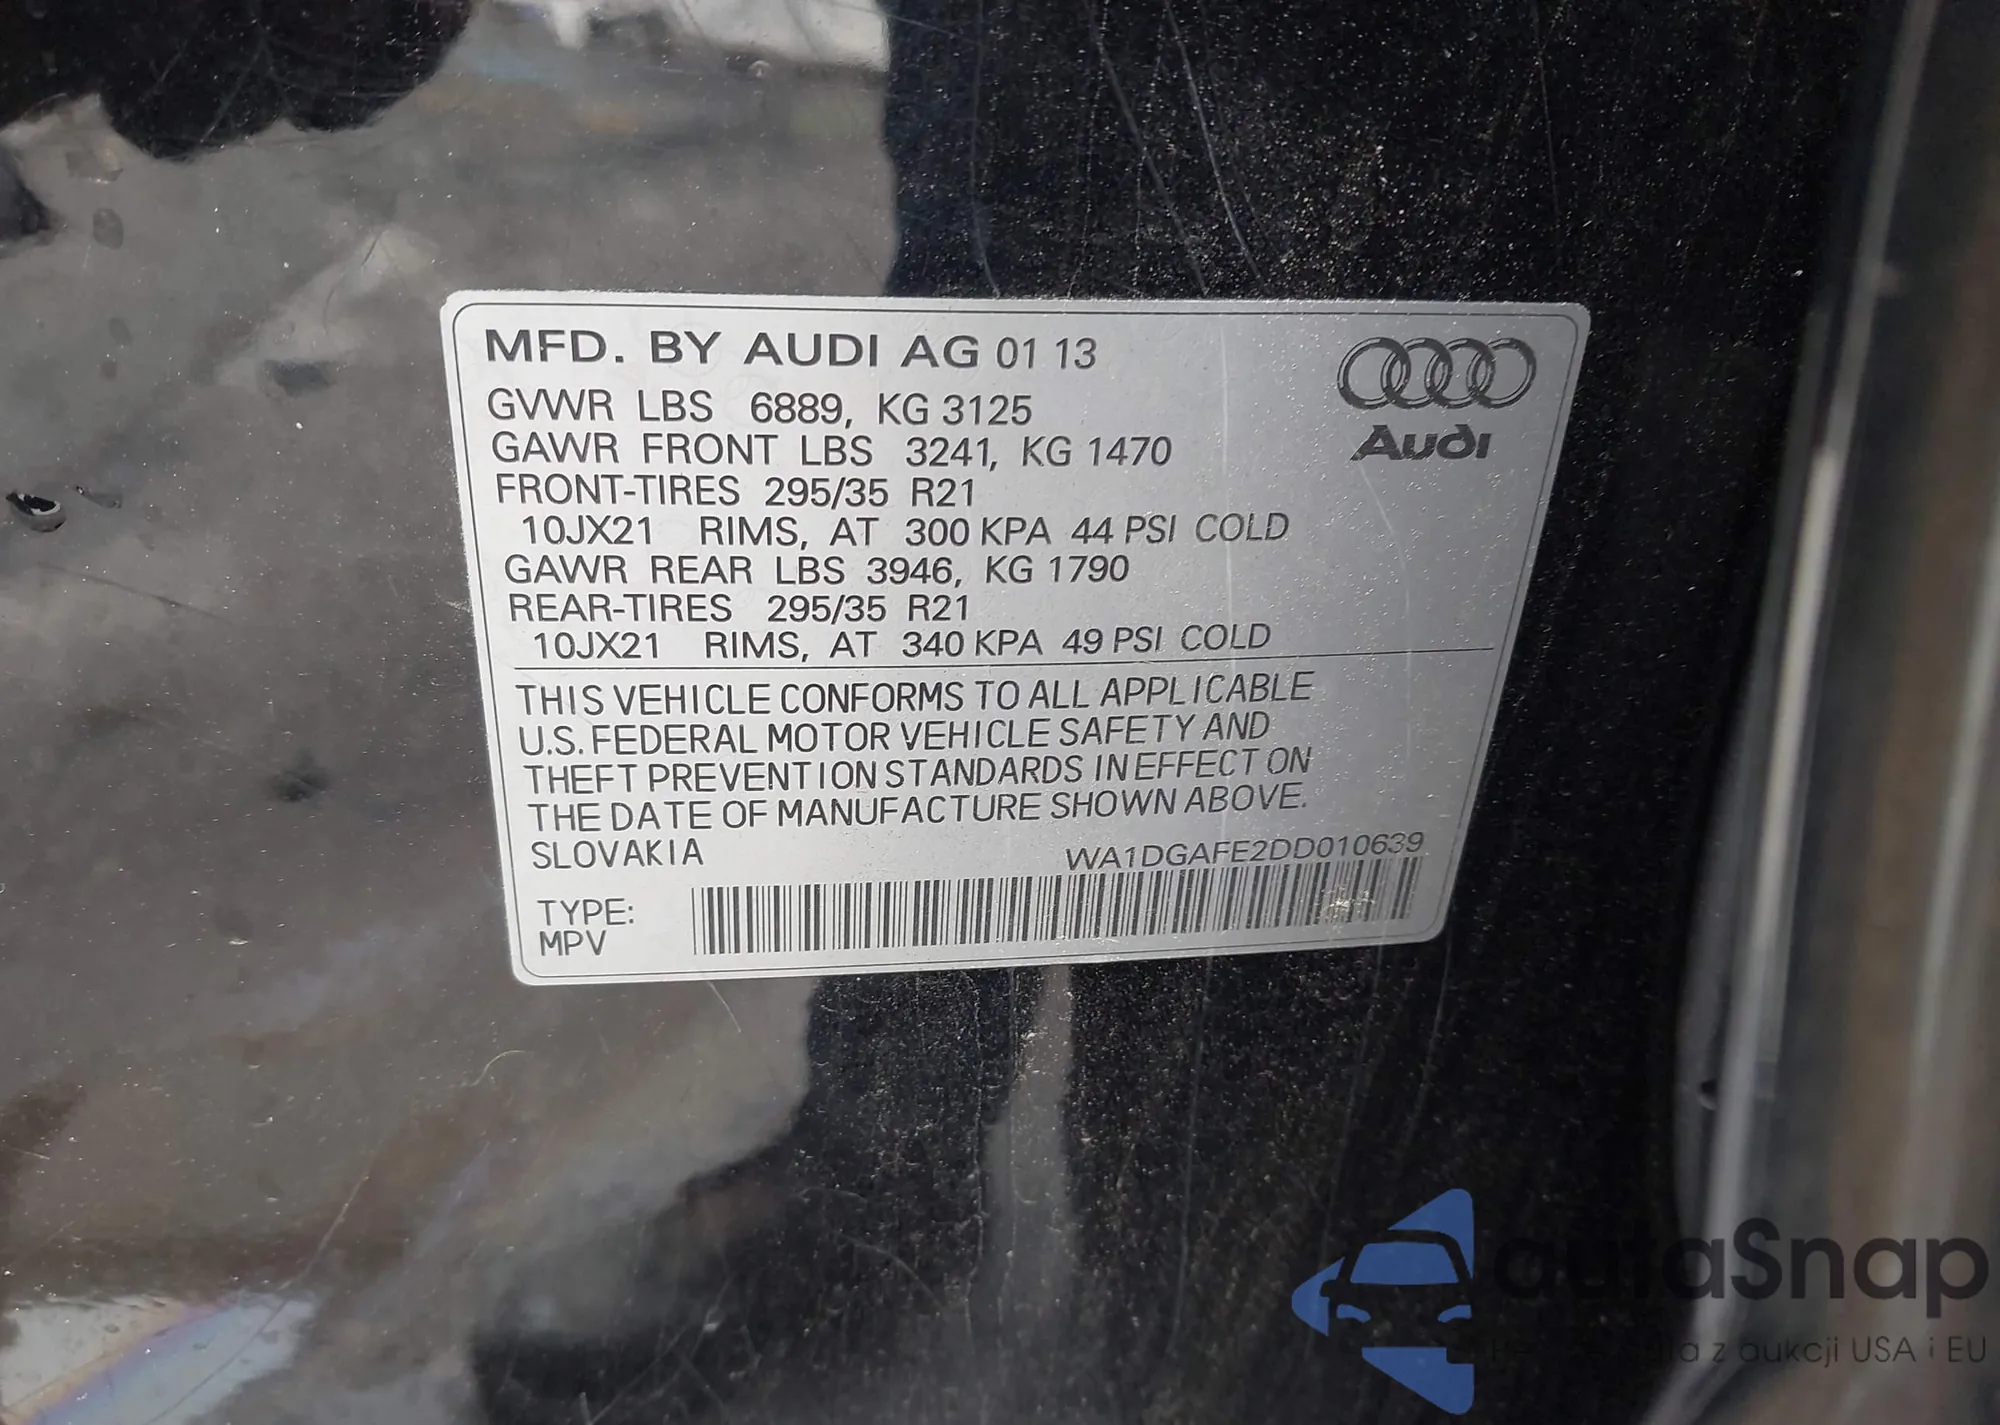 MFD. BY AUDI AG 01 13
GVWR LBS 6889, KG 3125
GAWR FRONT LBS 3241, KG 1470
FRONT-TIRES 295/35 R21
10JX21 RIMS, AT 300 KPA 44 PSI COLD
GAWR REAR LBS 3946, KG 1790
REAR-TIRES 295/35 R21
10JX21 RIMS, AT 340 KPA 49 PSI COLD
THIS VEHICLE CONFORMS TO ALL APPLICABLE
U.S. FEDERAL MOTOR VEHICLE SAFETY AND
THEFT PREVENTION STANDARDS IN EFFECT ON
THE DATE OF MANUFACTURE SHOWN ABOVE.
SLOVAKIA WA1DGAFE2DD010639
TYPE:
MPV
Audi
autaSnap
z aukcji USA i EU